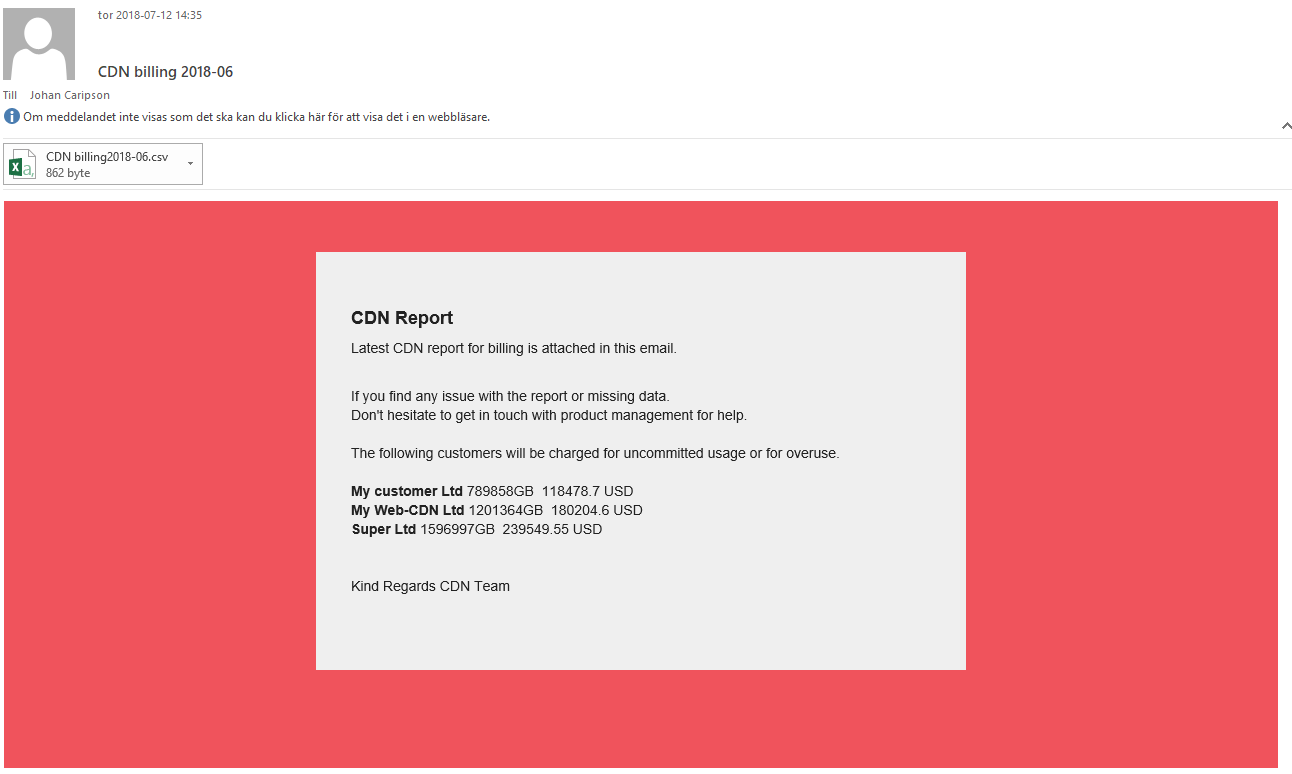 tor 2018-07-12 14:35
CDN billing 2018-06
Till Johan Caripson
Om meddelandet inte visas som det ska kan du klicka här för att visa det i en webbläsare.
CDN billing2018-06.csv
862 byte
CDN Report
Latest CDN report for billing is attached in this email.
If you find any issue with the report or missing data.
Don't hesitate to get in touch with product management for help.
The following customers will be charged for uncommitted usage or for overuse.
My customer Ltd 789858GB 118478.7 USD
My Web-CDN Ltd 1201364GB 180204.6 USD
Super Ltd 1596997GB 239549.55 USD
Kind Regards CDN Team